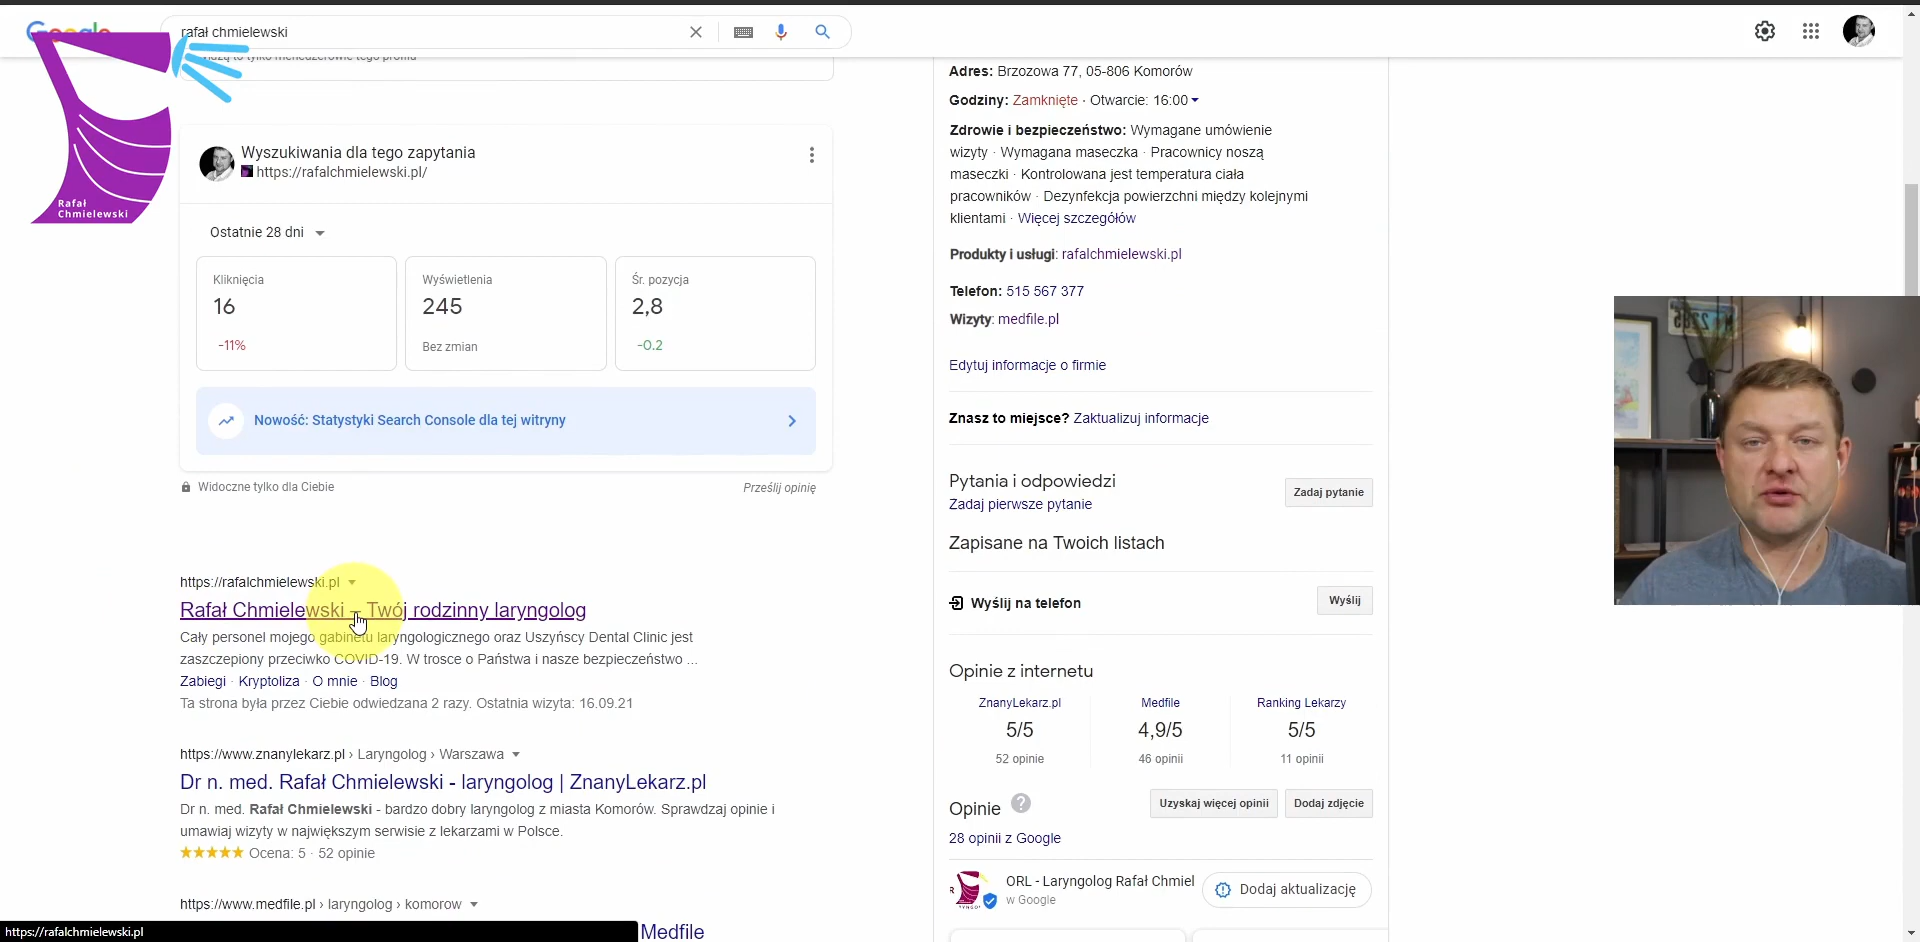 Google
rafał chmielewski
widzą to tylko menedżerowie tego profilu
Rafał
Chmielewski
Wyszukiwania dla tego zapytania
https://rafalchmielewski.pl/
Ostatnie 28 dni
Kliknięcia
16
-11%
Wyświetlenia
245
Bez zmian
Śr. pozycja
2,8
-0.2
Nowość: Statystyki Search Console dla tej witryny
Widoczne tylko dla Ciebie
Prześlij opinię
https://rafalchmielewski.pl
Rafał Chmielewski – Twój rodzinny laryngolog
Cały personel mojego gabinetu laryngologicznego oraz Uszyńscy Dental Clinic jest
zaszczepiony przeciwko COVID-19. W trosce o Państwa i nasze bezpieczeństwo ...
Zabiegi · Kryptoliza · O mnie · Blog
Ta strona była przez Ciebie odwiedzana 2 razy. Ostatnia wizyta: 16.09.21
https://www.znanylekarz.pl › Laryngolog › Warszawa
Dr n. med. Rafał Chmielewski - laryngolog | ZnanyLekarz.pl
Dr n. med. Rafał Chmielewski - bardzo dobry laryngolog z miasta Komorów. Sprawdzaj opinie i
umawiaj wizyty w największym serwisie z lekarzami w Polsce.
Ocena: 5 · 52 opinie
https://www.medfile.pl › laryngolog › komorow
Medfile
https://rafalchmielewski.pl
Adres: Brzozowa 77, 05-806 Komorów
Godziny: Zamknięte · Otwarcie: 16:00
Zdrowie i bezpieczeństwo: Wymagane umówienie
wizyty · Wymagana maseczka · Pracownicy noszą
maseczki · Kontrolowana jest temperatura ciała
pracowników · Dezynfekcja powierzchni między kolejnymi
klientami · Więcej szczegółów
Produkty i usługi: rafalchmielewski.pl
Telefon: 515 567 377
Wizyty: medfile.pl
Edytuj informacje o firmie
Znasz to miejsce? Zaktualizuj informacje
Pytania i odpowiedzi
Zadaj pierwsze pytanie
Zadaj pytanie
Zapisane na Twoich listach
Wyślij na telefon
Wyślij
Opinie z internetu
ZnanyLekarz.pl
5/5
52 opinie
Medfile
4,9/5
46 opinii
Ranking Lekarzy
5/5
11 opinii
Opinie
Uzyskaj więcej opinii
Dodaj zdjęcie
28 opinii z Google
ORL - Laryngolog Rafał Chmiel
w Google
Dodaj aktualizację